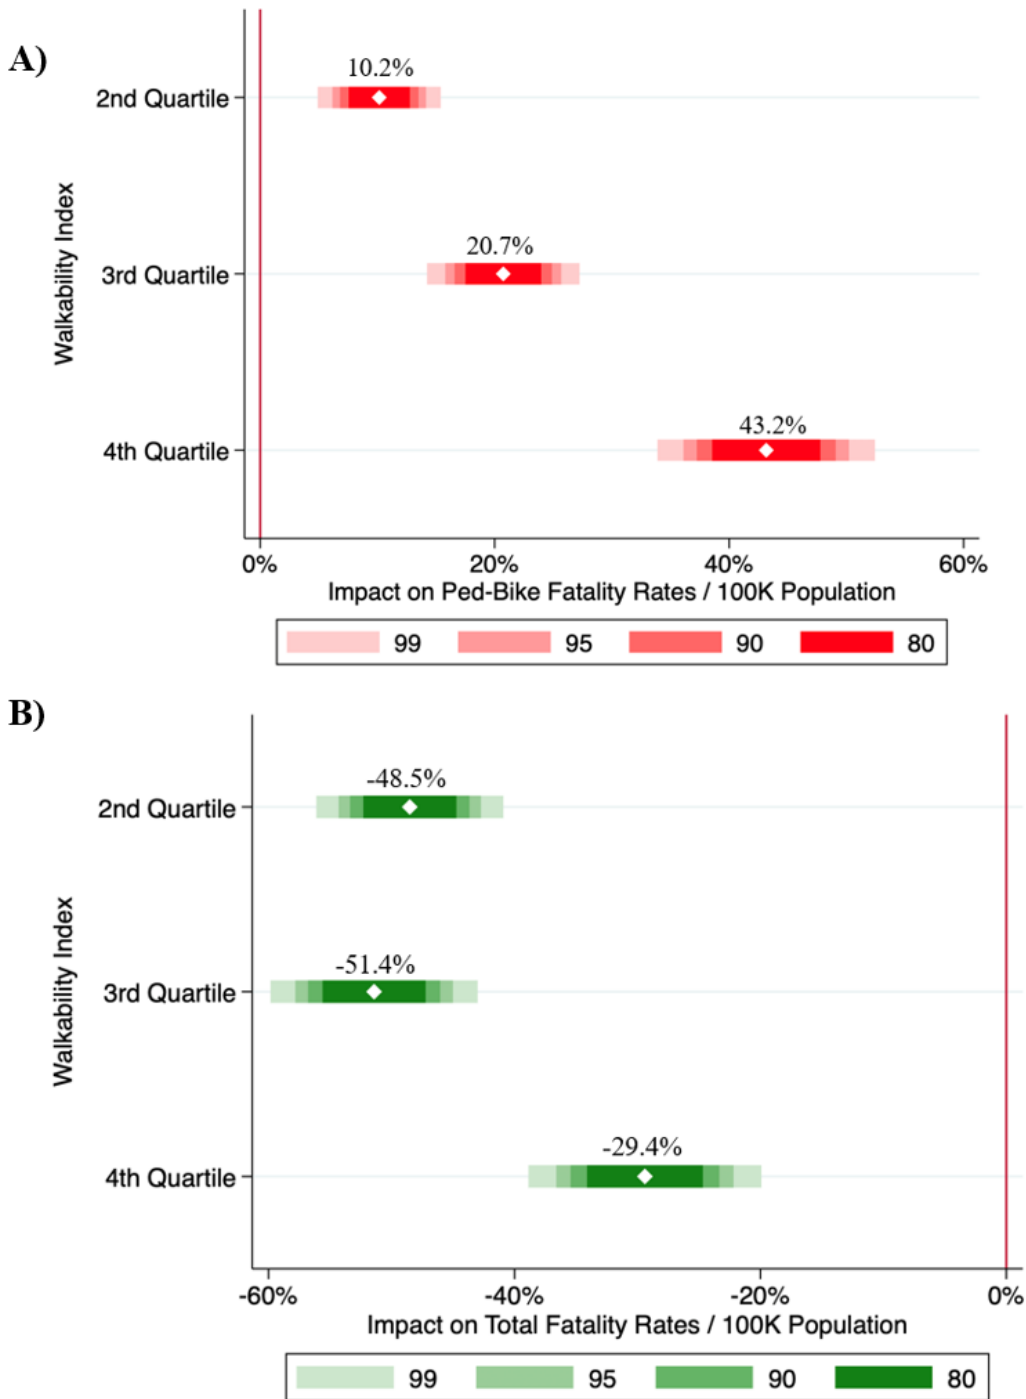 A)
10.2%
2nd Quartile
20.7%
3rd Quartile
Walkability Index
43.2%
4th Quartile
0% 20% 40% 60%
Impact on Ped-Bike Fatality Rates / 100K Population
99 95 90 80
B)
-48.5%
2nd Quartile
-51.4%
3rd Quartile
Walkability Index
-29.4%
4th Quartile
-60% -40% -20% 0%
Impact on Total Fatality Rates / 100K Population
99 95 90 80